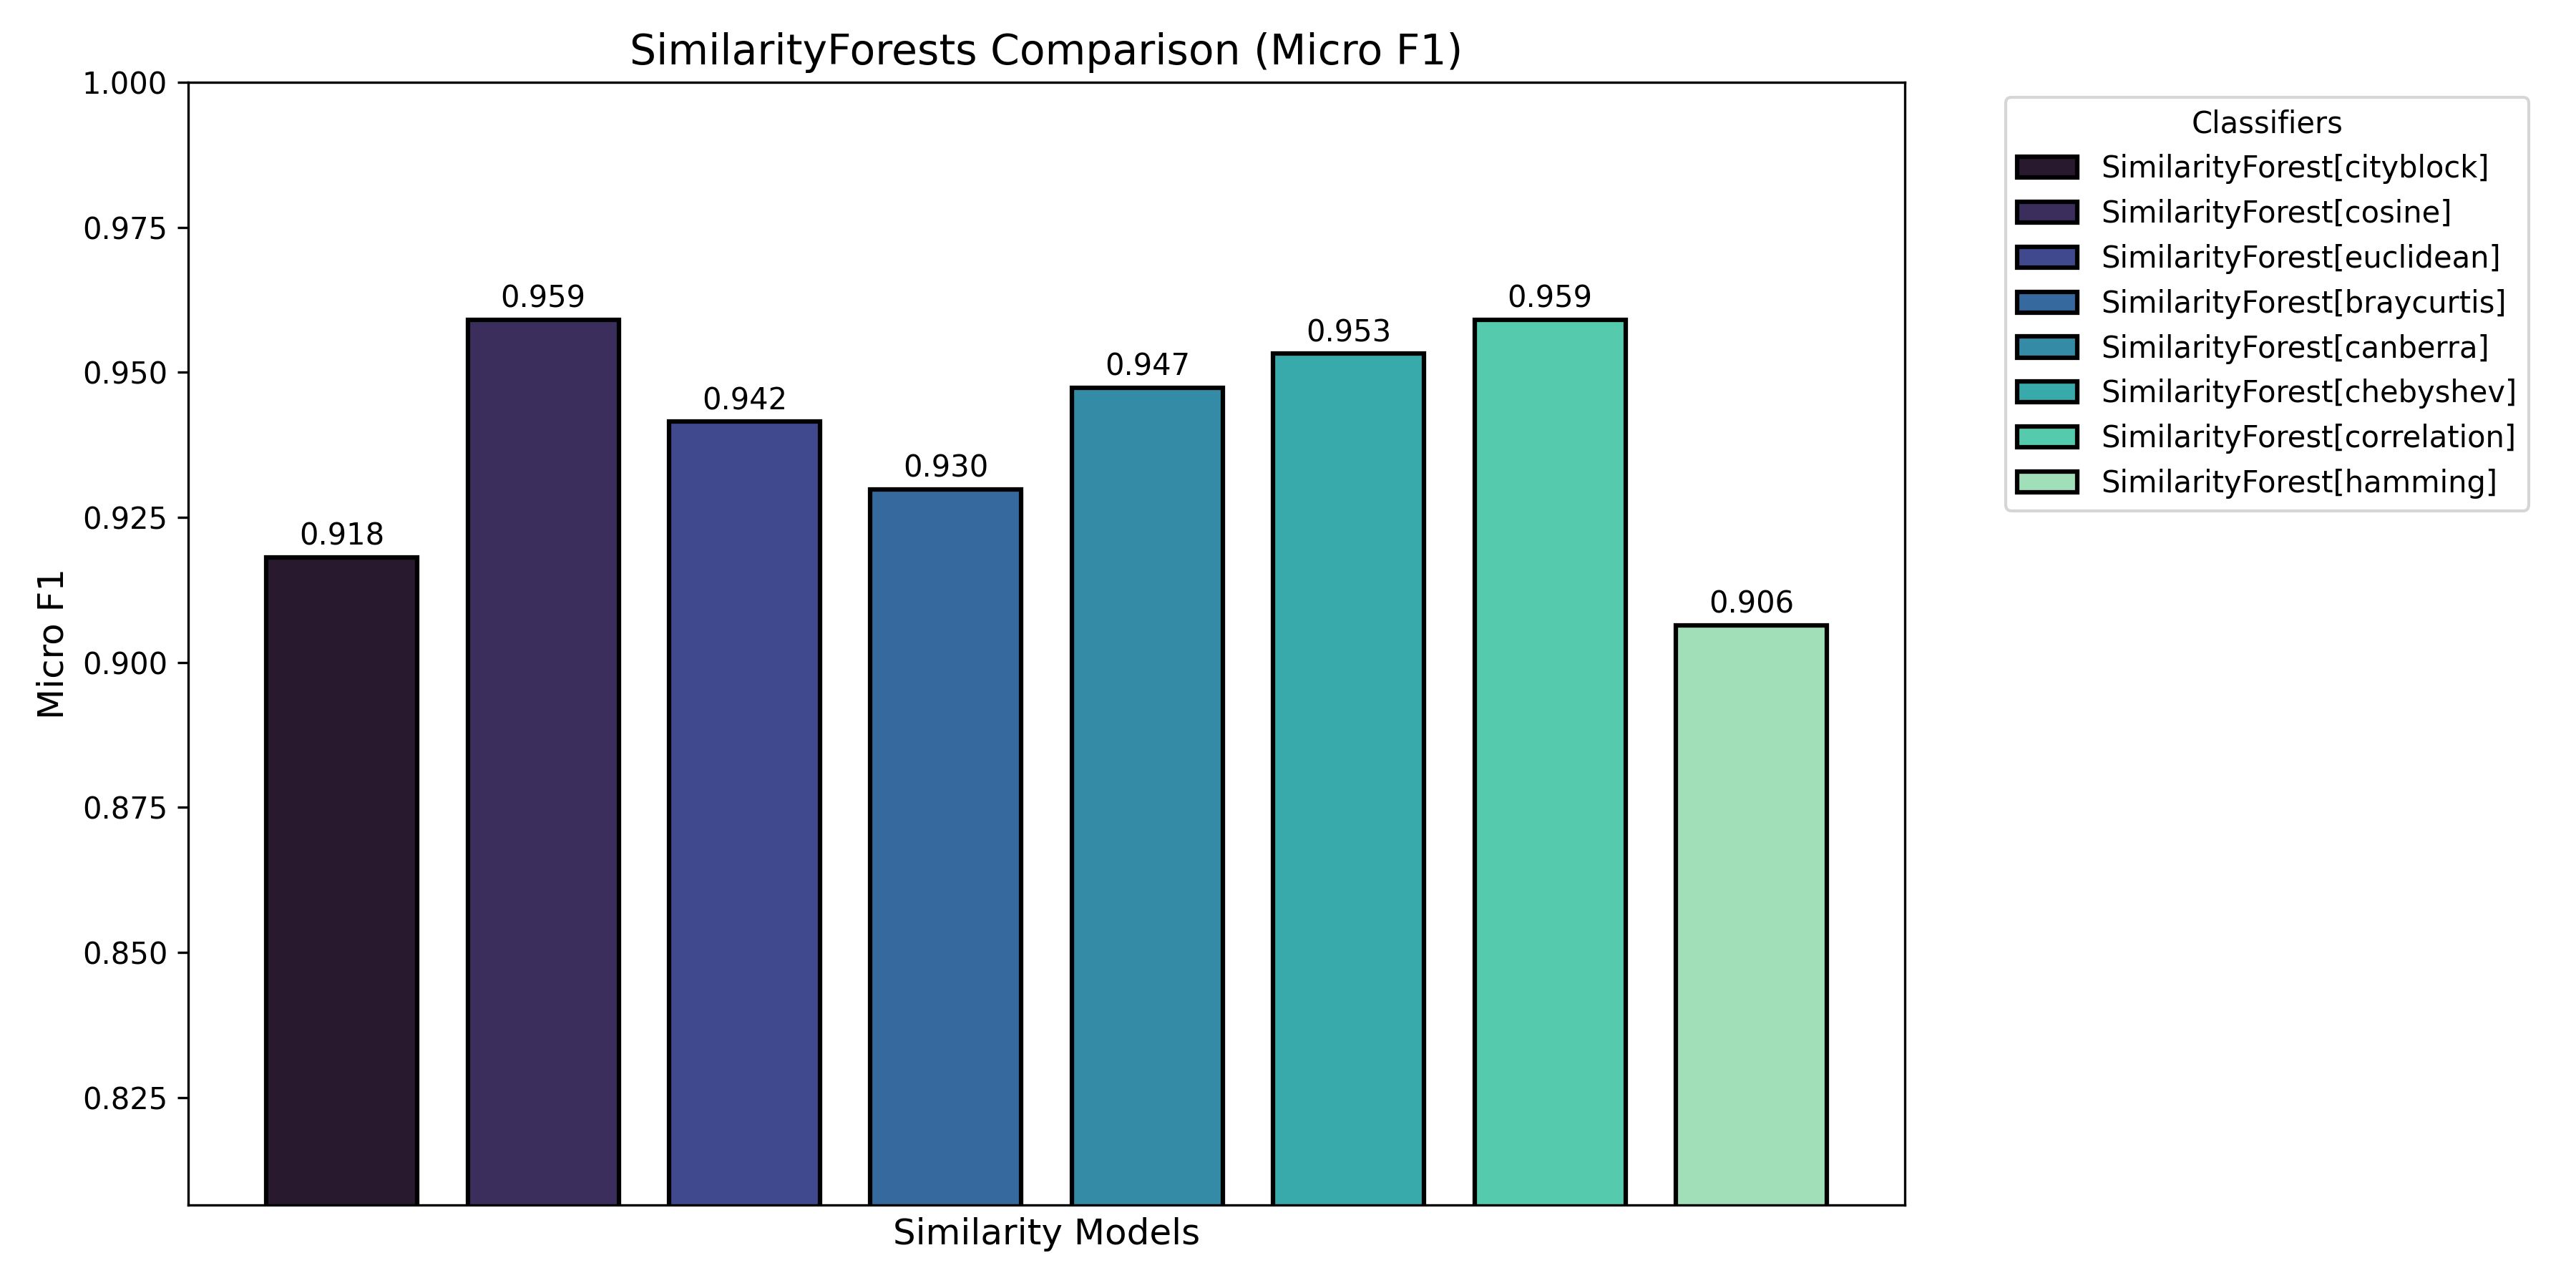 SimilarityForests Comparison (Micro F1)
1.000
0.975
0.950
0.925
0.900
0.875
0.850
0.825
Micro F1
0.918
0.959
0.942
0.930
0.947
0.953
0.959
0.906
Similarity Models
Classifiers
SimilarityForest[cityblock]
SimilarityForest[cosine]
SimilarityForest[euclidean]
SimilarityForest[braycurtis]
SimilarityForest[canberra]
SimilarityForest[chebyshev]
SimilarityForest[correlation]
SimilarityForest[hamming]